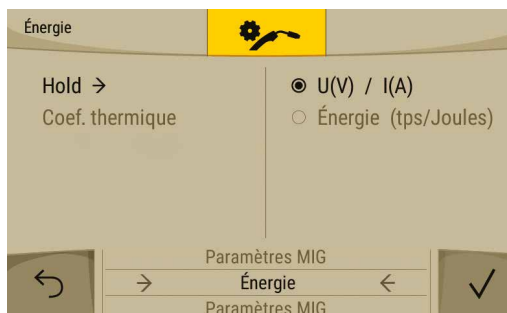 Énergie
Hold →
Coef. thermique
U(V) / I(A)
Énergie (tps/Joules)
Paramètres MIG
→ Énergie ←
Paramètres MIG